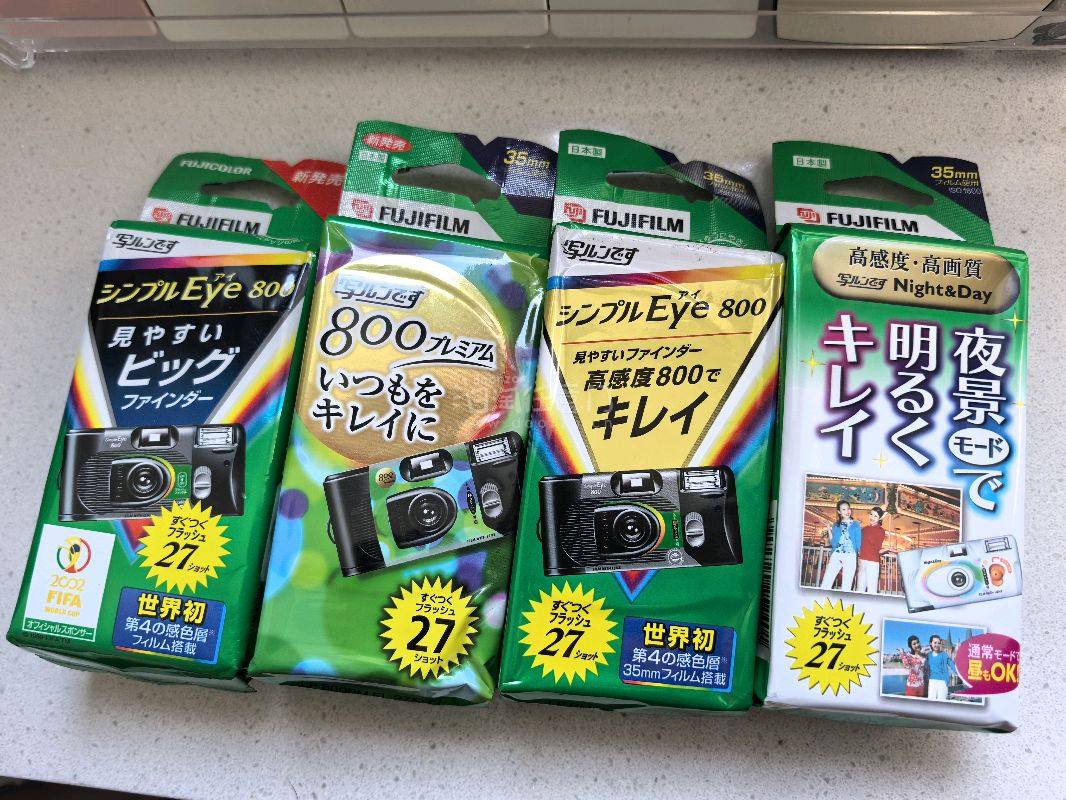 FUJICOLOR
新発売
FUJIFILM
写ルンです
アイ
シンプルEye 800
見やすい
ビッグ
ファインダー
すぐつく
フラッシュ
27
ショット
2002
FIFA
WORLD CUP
オフィシャルスポンサー
世界初
第4の感色層※
フィルム搭載
新発売
日本製
35mm
FUJIFILM
写ルンです
800プレミアム
いつもを
キレイに
800
すぐつく
フラッシュ
27
ショット
日本製
35mm
FUJIFILM
写ルンです
アイ
シンプルEye 800
見やすいファインダー
高感度800で
キレイ
すぐつく
フラッシュ
27
ショット
世界初
第4の感色層※
35mmフィルム搭載
日本製
35mm
フィルム使用
ISO1600
FUJIFILM
高感度・高画質
写ルンです Night&Day
夜景モードで
明るく
キレイ
すぐつく
フラッシュ
27
ショット
通常モードで
昼もOK!